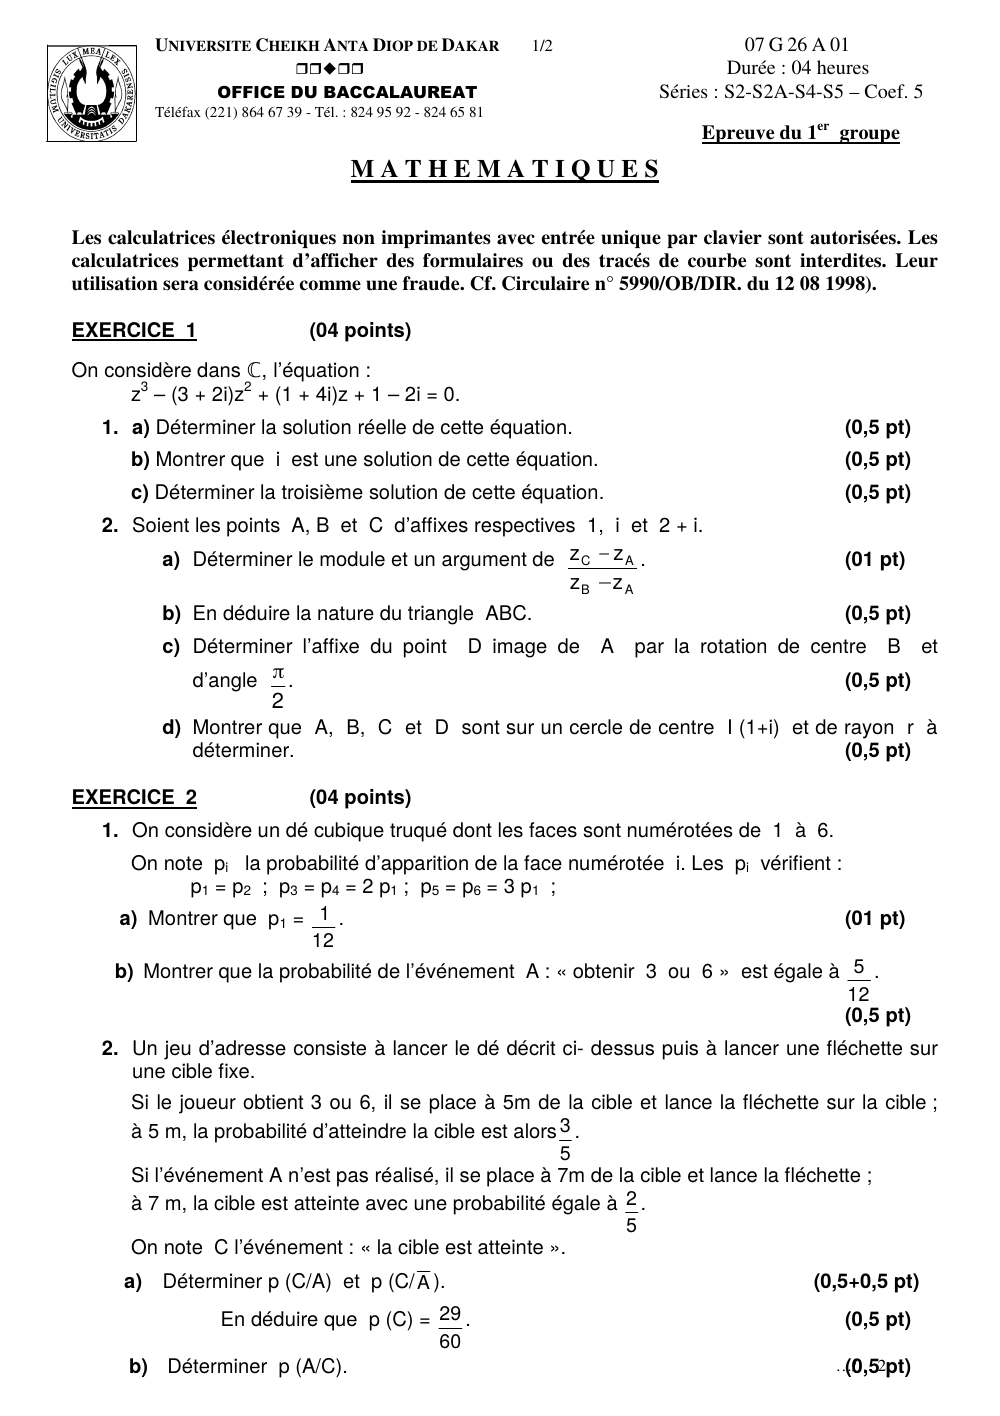 UNIVERSITE CHEIKH ANTA DIOP DE DAKAR 1/2 07 G 26 A 01
❒❒◆❒❒ Durée : 04 heures
OFFICE DU BACCALAUREAT Séries : S2-S2A-S4-S5 – Coef. 5
Téléfax (221) 864 67 39 - Tél. : 824 95 92 - 824 65 81
Epreuve du 1er groupe
SIGILLUM UNIVERSITATIS DAKARENSIS LUX MEA LEX
M A T H E M A T I Q U E S
Les calculatrices électroniques non imprimantes avec entrée unique par clavier sont autorisées. Les
calculatrices permettant d’afficher des formulaires ou des tracés de courbe sont interdites. Leur
utilisation sera considérée comme une fraude. Cf. Circulaire n° 5990/OB/DIR. du 12 08 1998).
EXERCICE 1 (04 points)
On considère dans ℂ, l’équation :
z³ – (3 + 2i)z² + (1 + 4i)z + 1 – 2i = 0.
1. a) Déterminer la solution réelle de cette équation. (0,5 pt)
b) Montrer que i est une solution de cette équation. (0,5 pt)
c) Déterminer la troisième solution de cette équation. (0,5 pt)
2. Soient les points A, B et C d’affixes respectives 1, i et 2 + i.
a) Déterminer le module et un argument de (z_C − z_A)/(z_B − z_A). (01 pt)
b) En déduire la nature du triangle ABC. (0,5 pt)
c) Déterminer l’affixe du point D image de A par la rotation de centre B et
d’angle π/2. (0,5 pt)
d) Montrer que A, B, C et D sont sur un cercle de centre I (1+i) et de rayon r à
déterminer. (0,5 pt)
EXERCICE 2 (04 points)
1. On considère un dé cubique truqué dont les faces sont numérotées de 1 à 6.
On note pi la probabilité d’apparition de la face numérotée i. Les pi vérifient :
p1 = p2 ; p3 = p4 = 2 p1 ; p5 = p6 = 3 p1 ;
a) Montrer que p1 = 1/12. (01 pt)
b) Montrer que la probabilité de l’événement A : « obtenir 3 ou 6 » est égale à 5/12.
(0,5 pt)
2. Un jeu d’adresse consiste à lancer le dé décrit ci- dessus puis à lancer une fléchette sur
une cible fixe.
Si le joueur obtient 3 ou 6, il se place à 5m de la cible et lance la fléchette sur la cible ;
à 5 m, la probabilité d’atteindre la cible est alors 3/5.
Si l’événement A n’est pas réalisé, il se place à 7m de la cible et lance la fléchette ;
à 7 m, la cible est atteinte avec une probabilité égale à 2/5.
On note C l’événement : « la cible est atteinte ».
a) Déterminer p (C/A) et p (C/A̅). (0,5+0,5 pt)
En déduire que p (C) = 29/60. (0,5 pt)
b) Déterminer p (A/C). (0,5 pt)